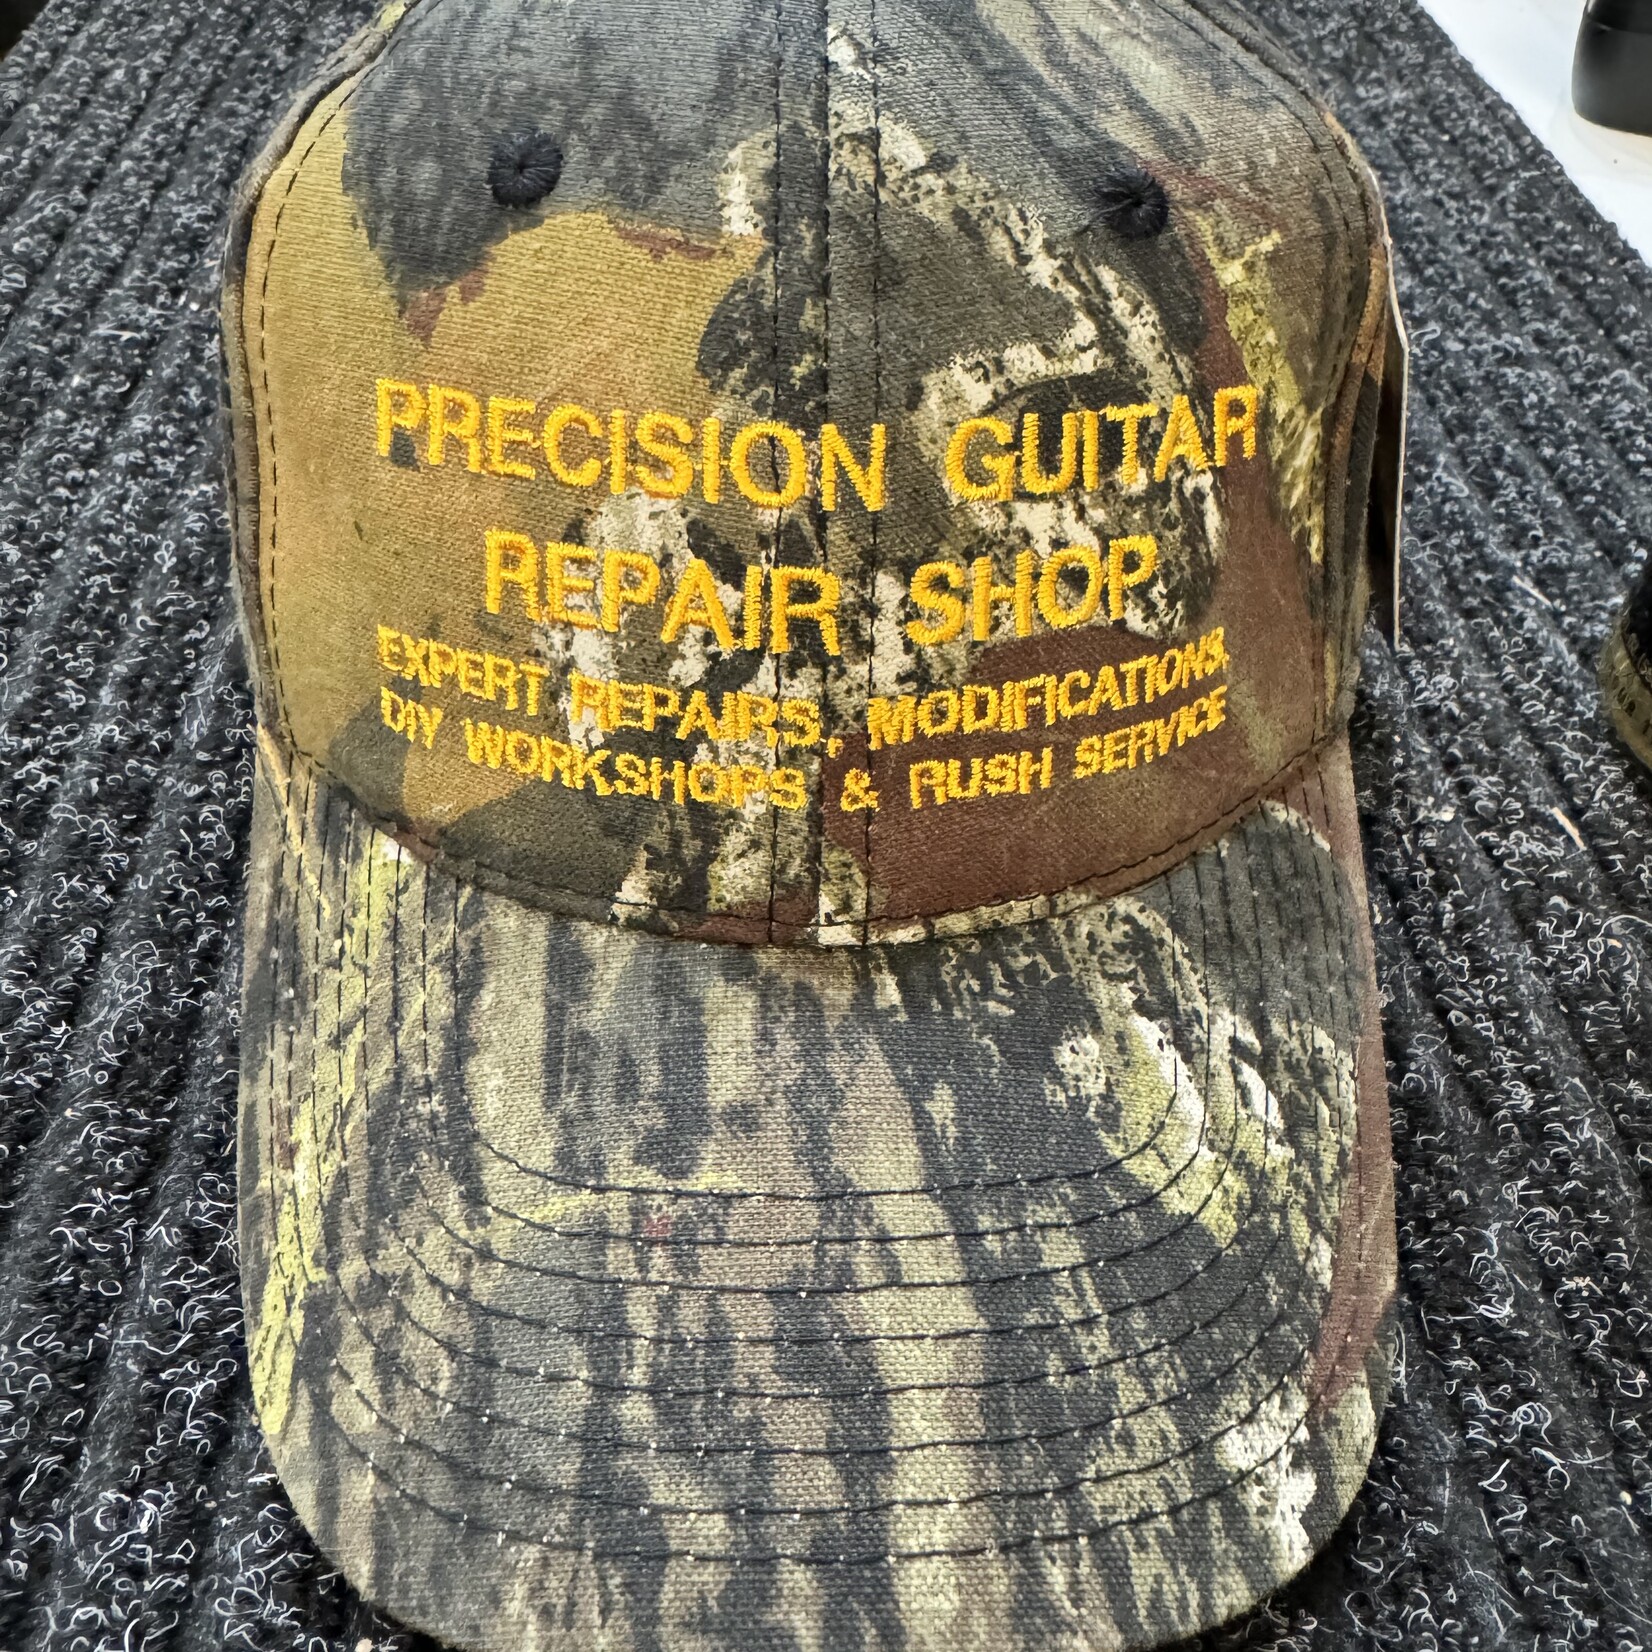 PRECISION GUITAR
REPAIR SHOP
EXPERT REPAIRS, MODIFICATIONS
DIY WORKSHOPS & RUSH SERVICE